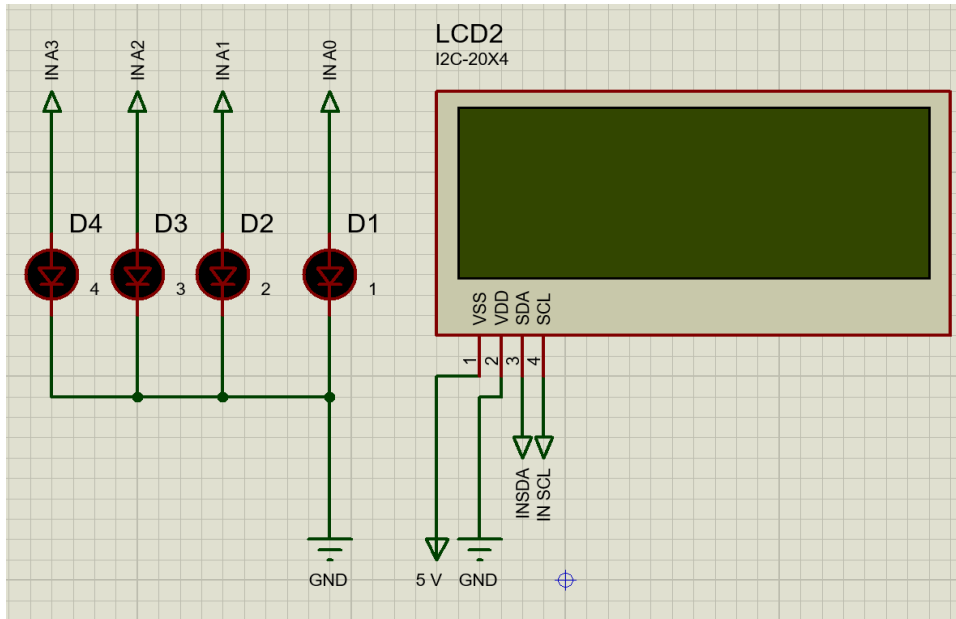 LCD2
I2C-20X4
IN A3
IN A2
IN A1
IN A0
D4
D3
D2
D1
4
3
2
1
VSS
VDD
SDA
SCL
1
2
3
4
INSDA
IN SCL
GND
5 V
GND